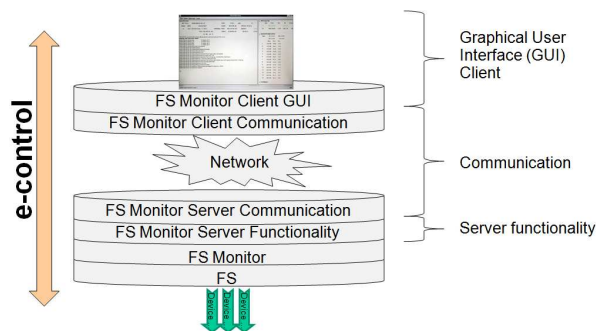 e-control
FS Monitor Client GUI
FS Monitor Client Communication
Network
FS Monitor Server Communication
FS Monitor Server Functionality
FS Monitor
FS
Device
Device
Device
Graphical User
Interface (GUI)
Client
Communication
Server functionality